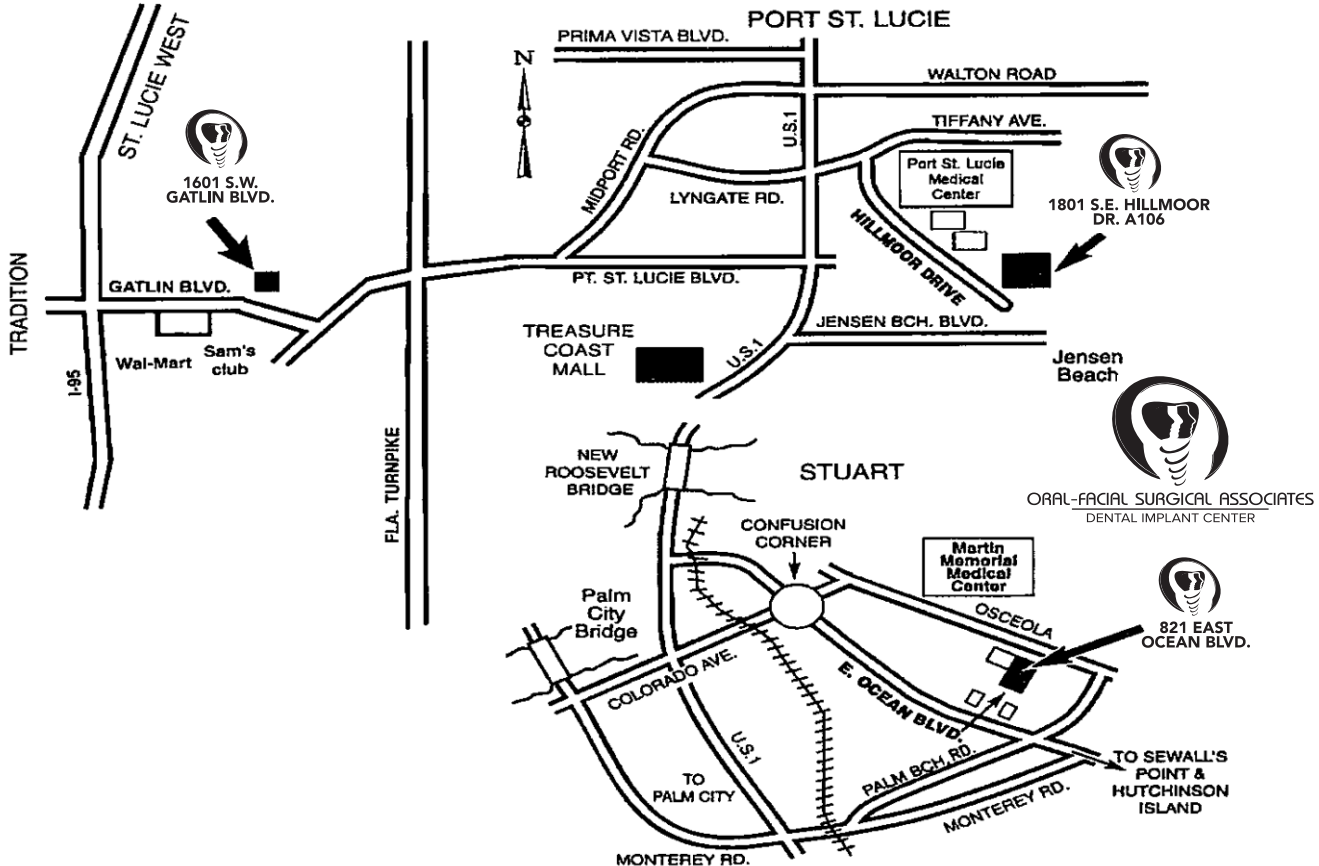 PORT ST. LUCIE
PRIMA VISTA BLVD.
N
WALTON ROAD
ST. LUCIE WEST
U.S.1
TIFFANY AVE.
MIDPORT RD.
1601 S.W.
GATLIN BLVD.
Port St. Lucie
Medical
Center
LYNGATE RD.
1801 S.E. HILLMOOR
DR. A106
HILLMOOR DRIVE
TRADITION
GATLIN BLVD.
PT. ST. LUCIE BLVD.
JENSEN BCH. BLVD.
TREASURE
COAST
MALL
U.S.1
Wal-Mart
Sam's
club
Jensen
Beach
I-95
FLA. TURNPIKE
NEW
ROOSEVELT
BRIDGE
STUART
ORAL-FACIAL SURGICAL ASSOCIATES
DENTAL IMPLANT CENTER
CONFUSION
CORNER
Martin
Memorial
Medical
Center
Palm
City
Bridge
OSCEOLA
821 EAST
OCEAN BLVD.
COLORADO AVE.
E. OCEAN BLVD.
U.S.1
TO
PALM CITY
PALM BCH. RD.
TO SEWALL'S
POINT &
HUTCHINSON
ISLAND
MONTEREY RD.
MONTEREY RD.